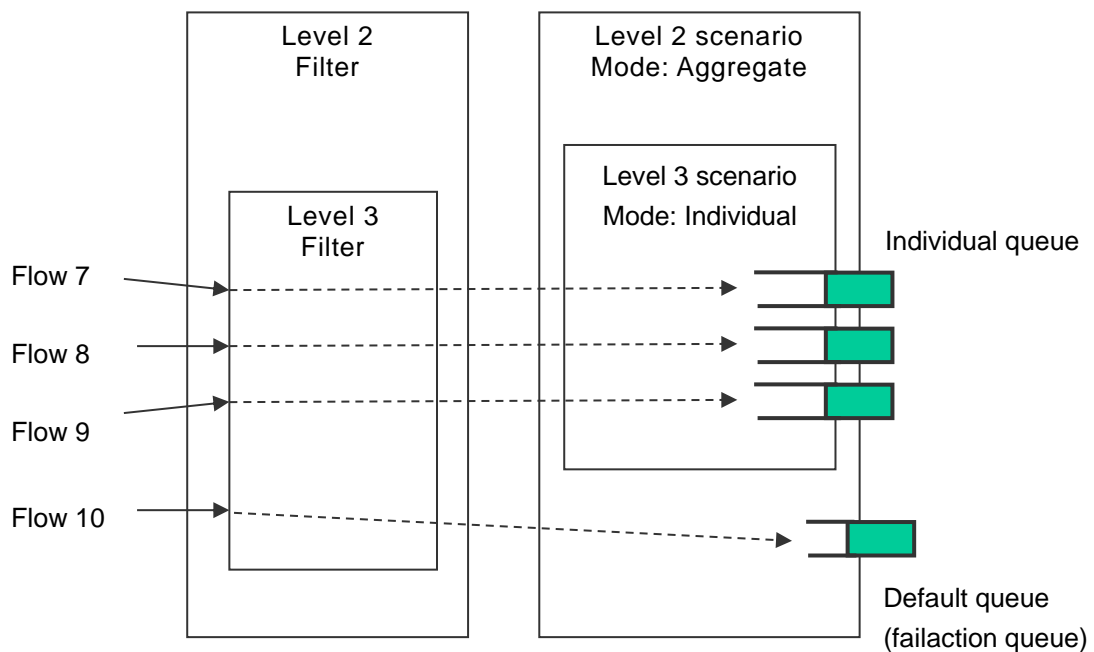 Level 2
Filter
Level 2 scenario
Mode: Aggregate
Level 3
Filter
Level 3 scenario
Mode: Individual
Individual queue
Flow 7
Flow 8
Flow 9
Flow 10
Default queue
(failaction queue)